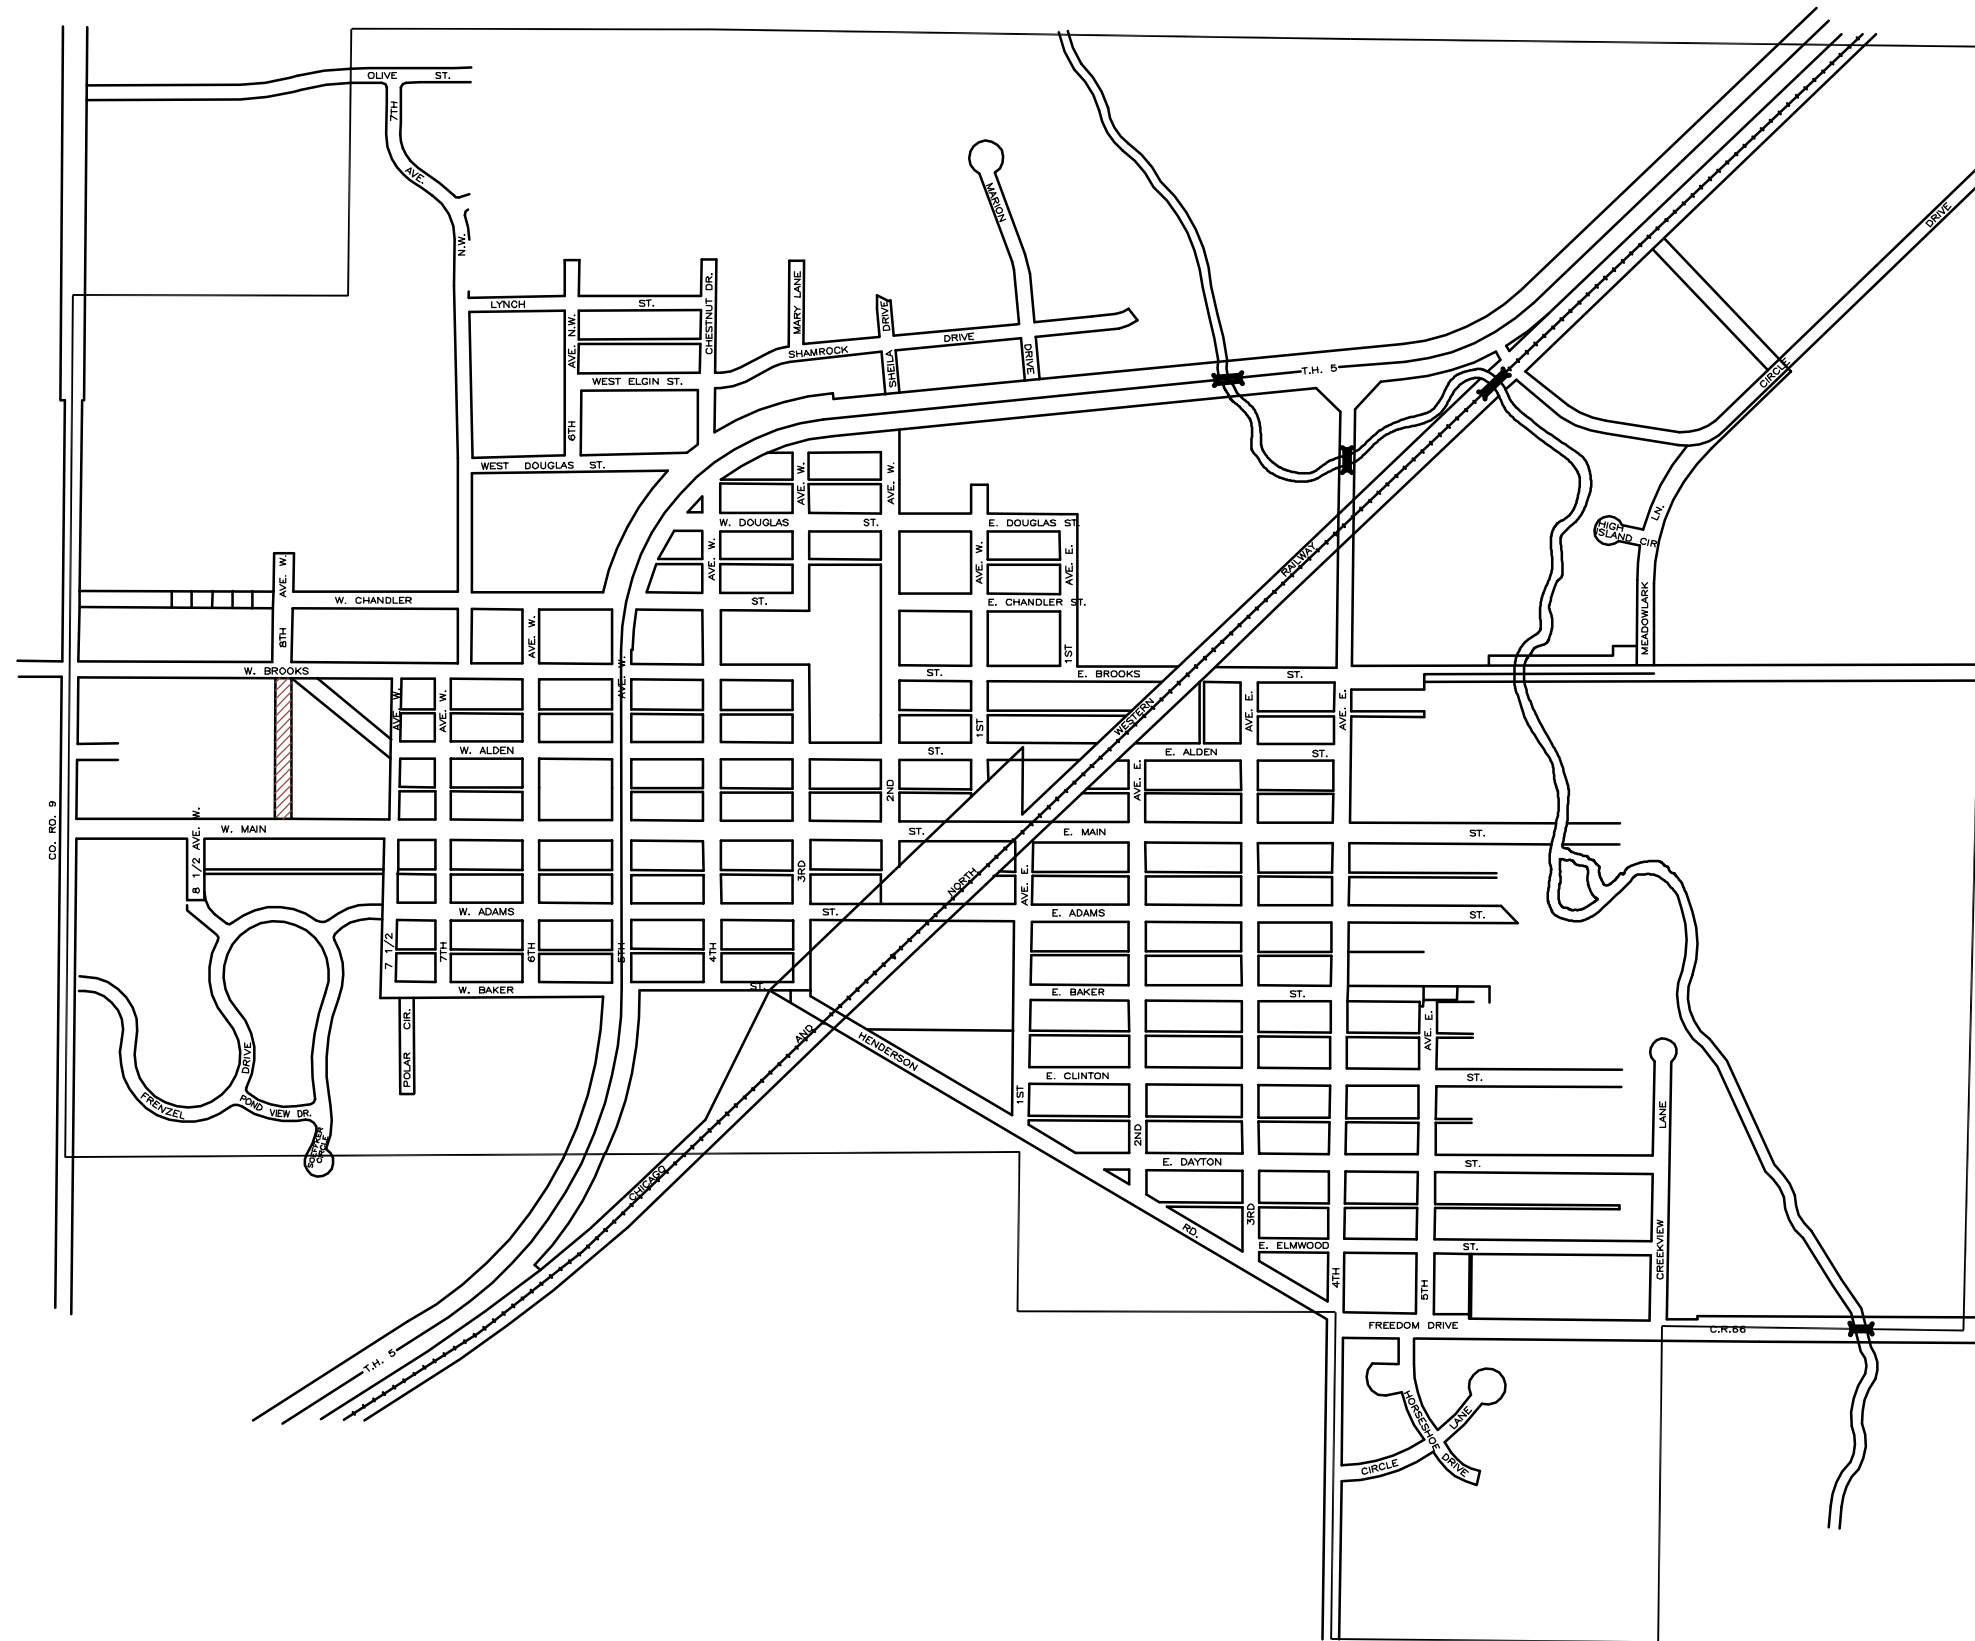 OLIVE ST.
7TH
AVE.
N.W.
MARION
DRIVE
LYNCH ST.
AVE. N.W.
6TH
CHESTNUT DR.
MARY LANE
SHEILA DRIVE
SHAMROCK DRIVE
DRIVE
WEST ELGIN ST.
T.H. 5
CIRCLE DRIVE
WEST DOUGLAS ST.
AVE. W.
AVE. W.
W. DOUGLAS ST.
E. DOUGLAS ST.
HIGH
ISLAND CIR
MEADOWLARK LN.
AVE. W.
AVE. W.
AVE. E.
8TH AVE. W.
W. CHANDLER ST.
E. CHANDLER ST.
AVE. W.
1ST
W. BROOKS ST.
E. BROOKS ST.
AVE. W.
AVE. W.
AVE. W.
1ST
AVE. E.
AVE. E.
W. ALDEN ST.
E. ALDEN ST.
2ND
AVE. E.
CO. RO. 9
8 1/2 AVE. W.
W. MAIN ST.
E. MAIN ST.
3RD
AVE. E.
W. ADAMS ST.
E. ADAMS ST.
7 1/2
7TH
6TH
5TH
4TH
W. BAKER ST.
E. BAKER ST.
CHICAGO AND NORTH WESTERN RAILWAY
HENDERSON RD.
POLAR CIR.
AVE. E.
FRENZEL DRIVE
POND VIEW DR.
SOEFFKER
CIRCLE
E. CLINTON ST.
1ST
2ND
LANE
E. DAYTON ST.
3RD
E. ELMWOOD ST.
CREEKVIEW
4TH
5TH
FREEDOM DRIVE
C.R.66
T.H. 5
HORSESHOE DRIVE
CIRCLE LANE